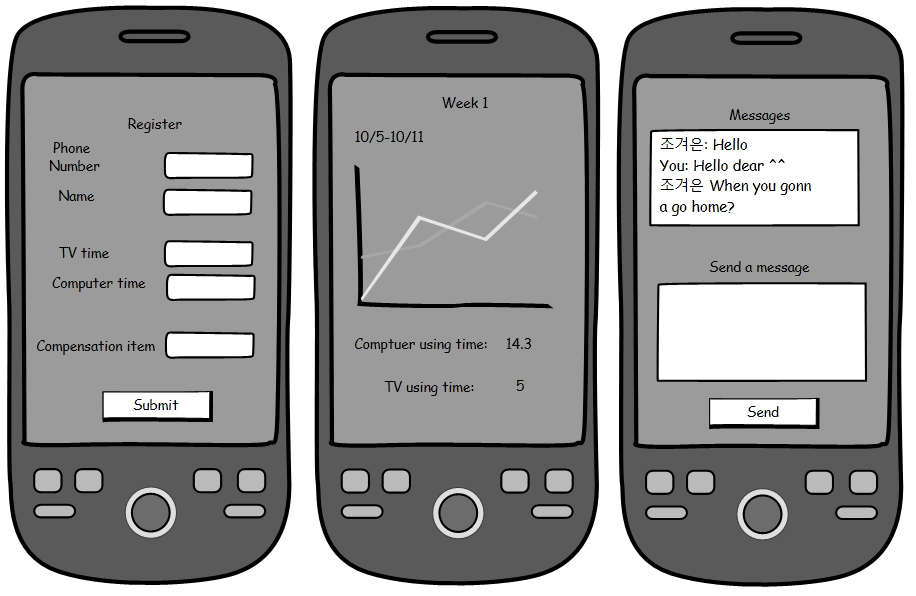 Register
Phone
Number
Name
TV time
Computer time
Compensation item
Submit
Week 1
10/5-10/11
Comptuer using time: 14.3
TV using time: 5
Messages
조겨은: Hello
You: Hello dear ^^
조겨은 When you gonn
a go home?
Send a message
Send